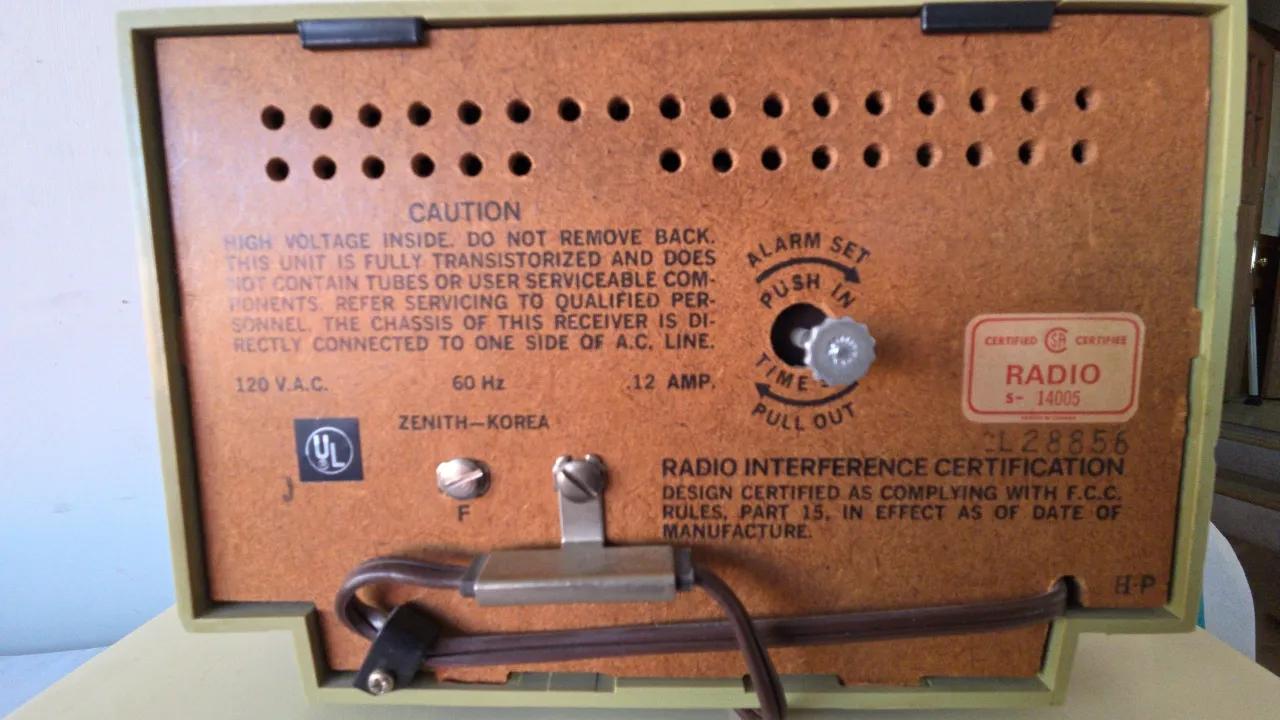 CAUTION
HIGH VOLTAGE INSIDE. DO NOT REMOVE BACK.
THIS UNIT IS FULLY TRANSISTORIZED AND DOES
NOT CONTAIN TUBES OR USER SERVICEABLE COM-
PONENTS. REFER SERVICING TO QUALIFIED PER-
SONNEL. THE CHASSIS OF THIS RECEIVER IS DI-
RECTLY CONNECTED TO ONE SIDE OF A.C. LINE.
120 V.A.C. 60 Hz .12 AMP.
ZENITH-KOREA
UL
F
ALARM SET
PUSH IN
TIME
PULL OUT
CERTIFIED SA CERTIFIEE
RADIO
S- 14005
L28856
RADIO INTERFERENCE CERTIFICATION
DESIGN CERTIFIED AS COMPLYING WITH F.C.C.
RULES, PART 15, IN EFFECT AS OF DATE OF
MANUFACTURE.
H-P